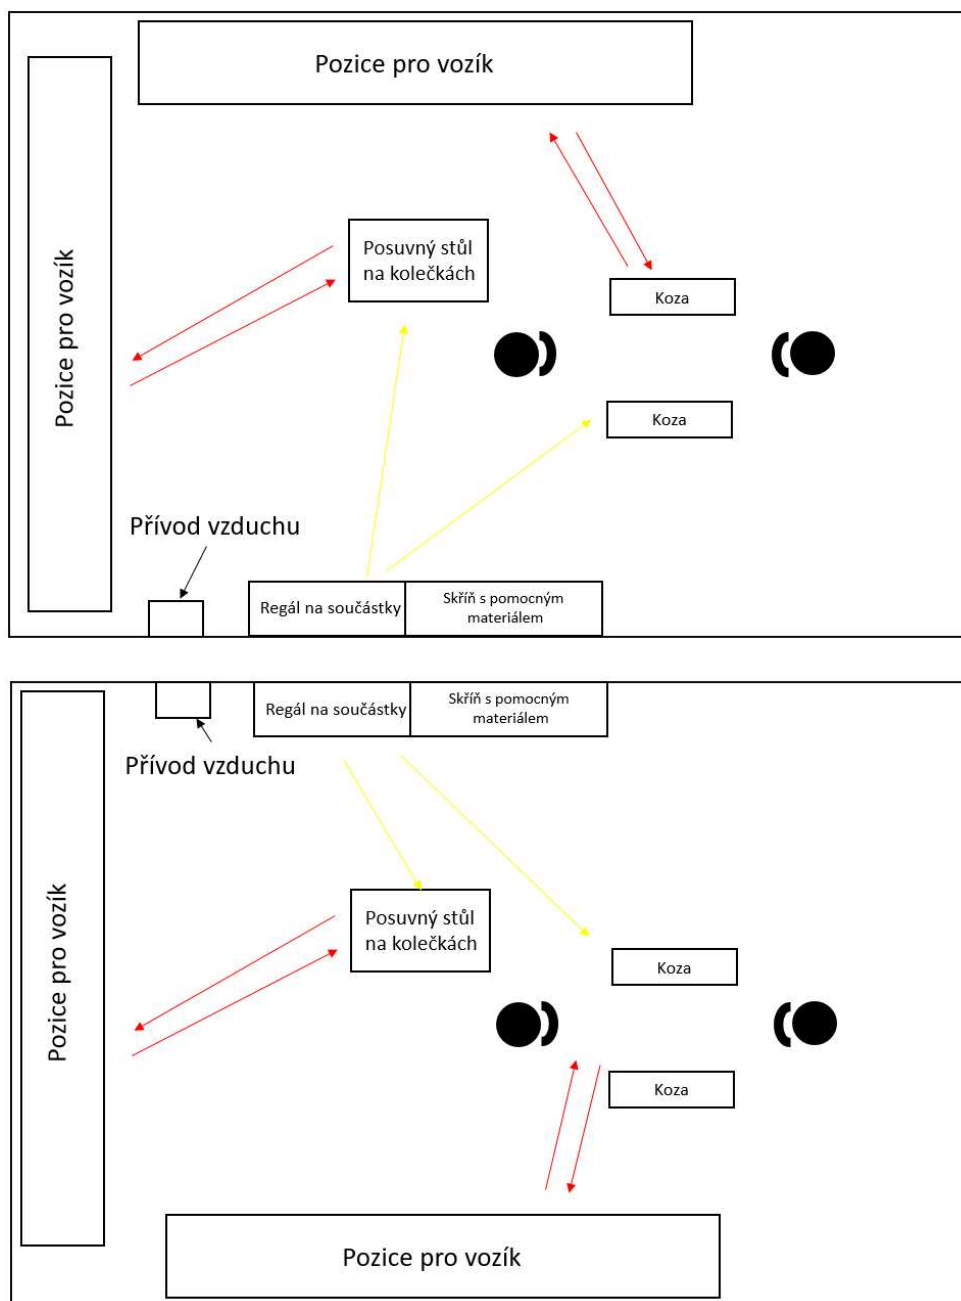 Pozice pro vozík
Pozice pro vozík
Posuvný stůl
na kolečkách
Koza
Koza
Přívod vzduchu
Regál na součástky
Skříň s pomocným
materiálem
Regál na součástky
Skříň s pomocným
materiálem
Přívod vzduchu
Pozice pro vozík
Posuvný stůl
na kolečkách
Koza
Koza
Pozice pro vozík